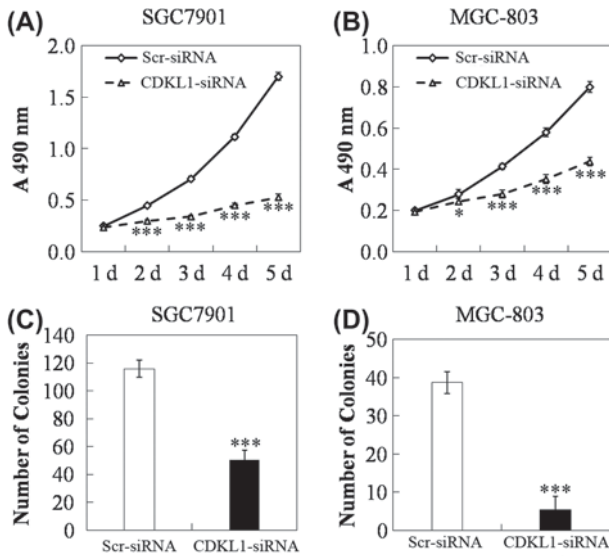 (A) SGC7901
2.0
1.5
1.0
0.5
0.0
A 490 nm
Scr-siRNA
CDKL1-siRNA
*** *** *** ***
1 d 2 d 3 d 4 d 5 d
(B) MGC-803
1.0
0.8
0.6
0.4
0.2
0.0
A 490 nm
Scr-siRNA
CDKL1-siRNA
* *** *** ***
1 d 2 d 3 d 4 d 5 d
(C) SGC7901
140
120
100
80
60
40
20
0
Number of Colonies
***
Scr-siRNA CDKL1-siRNA
(D) MGC-803
50
40
30
20
10
0
Number of Colonies
***
Scr-siRNA CDKL1-siRNA